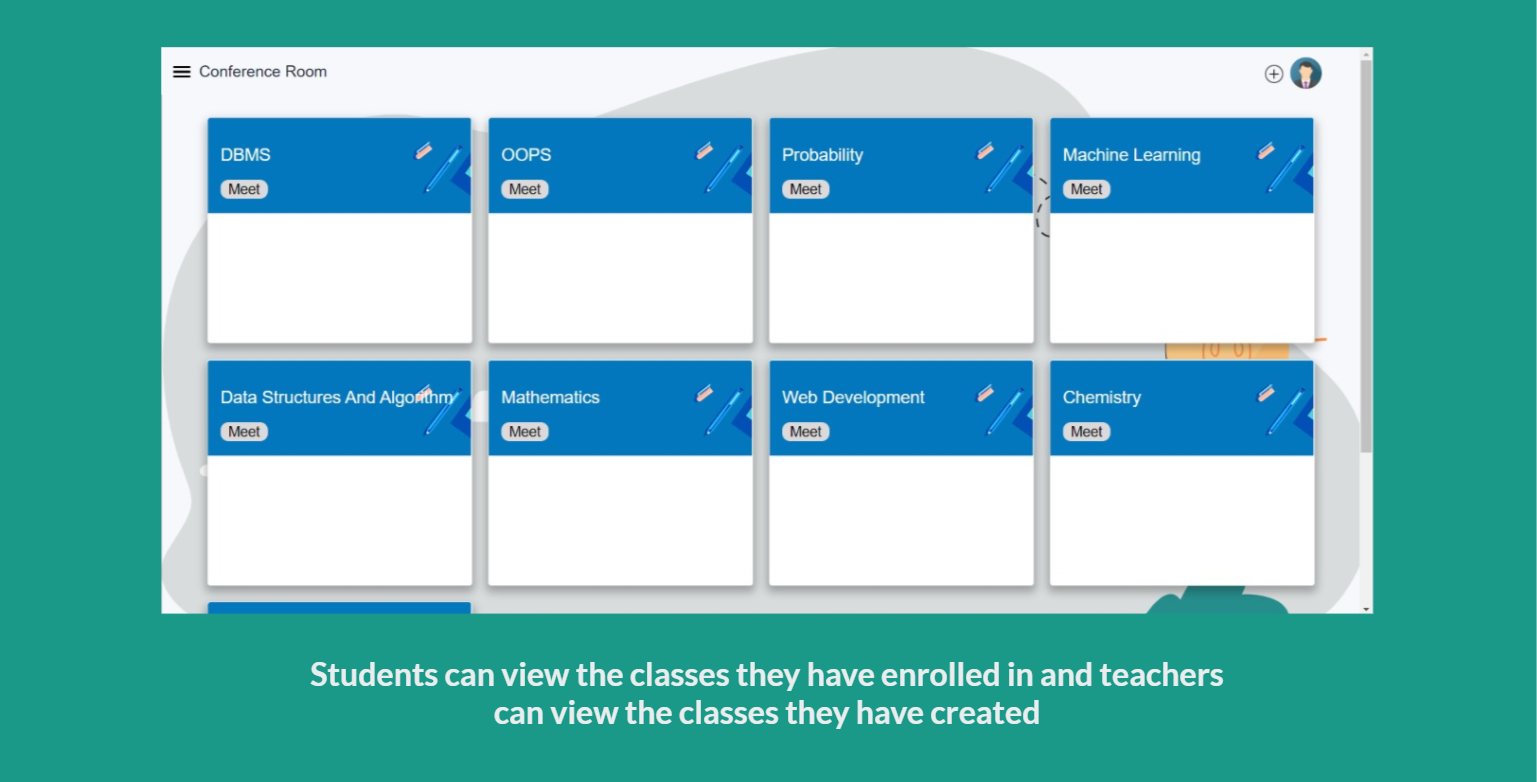 Conference Room
DBMS
Meet
OOPS
Meet
Probability
Meet
Machine Learning
Meet
Data Structures And Algorithm
Meet
Mathematics
Meet
Web Development
Meet
Chemistry
Meet
Students can view the classes they have enrolled in and teachers
can view the classes they have created